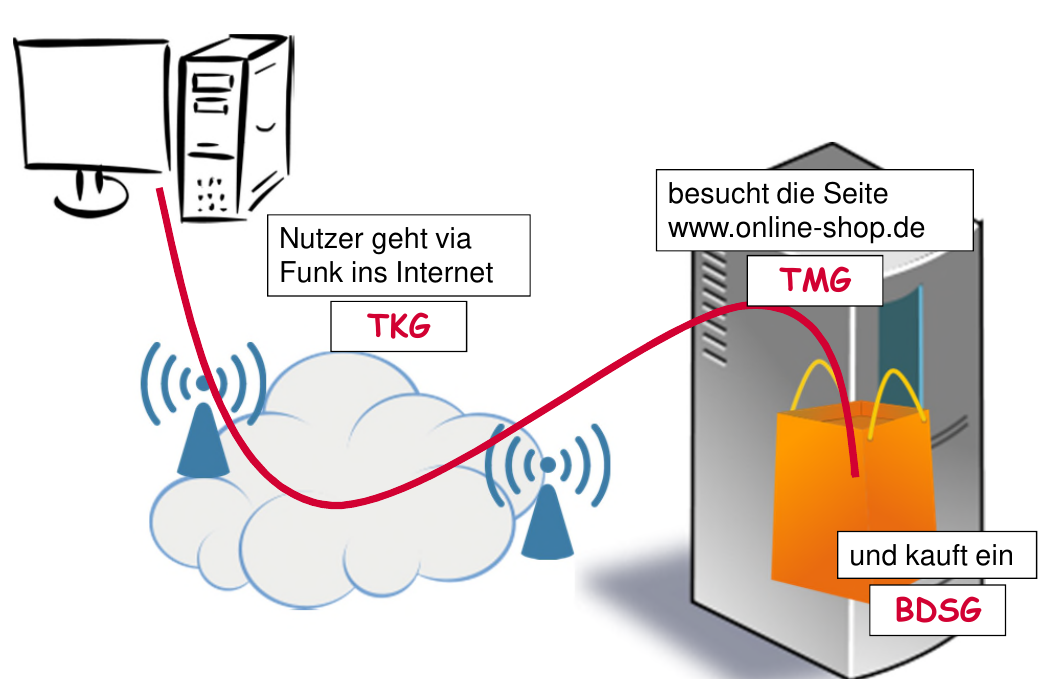 Nutzer geht via
Funk ins Internet
TKG
besucht die Seite
www.online-shop.de
TMG
und kauft ein
BDSG